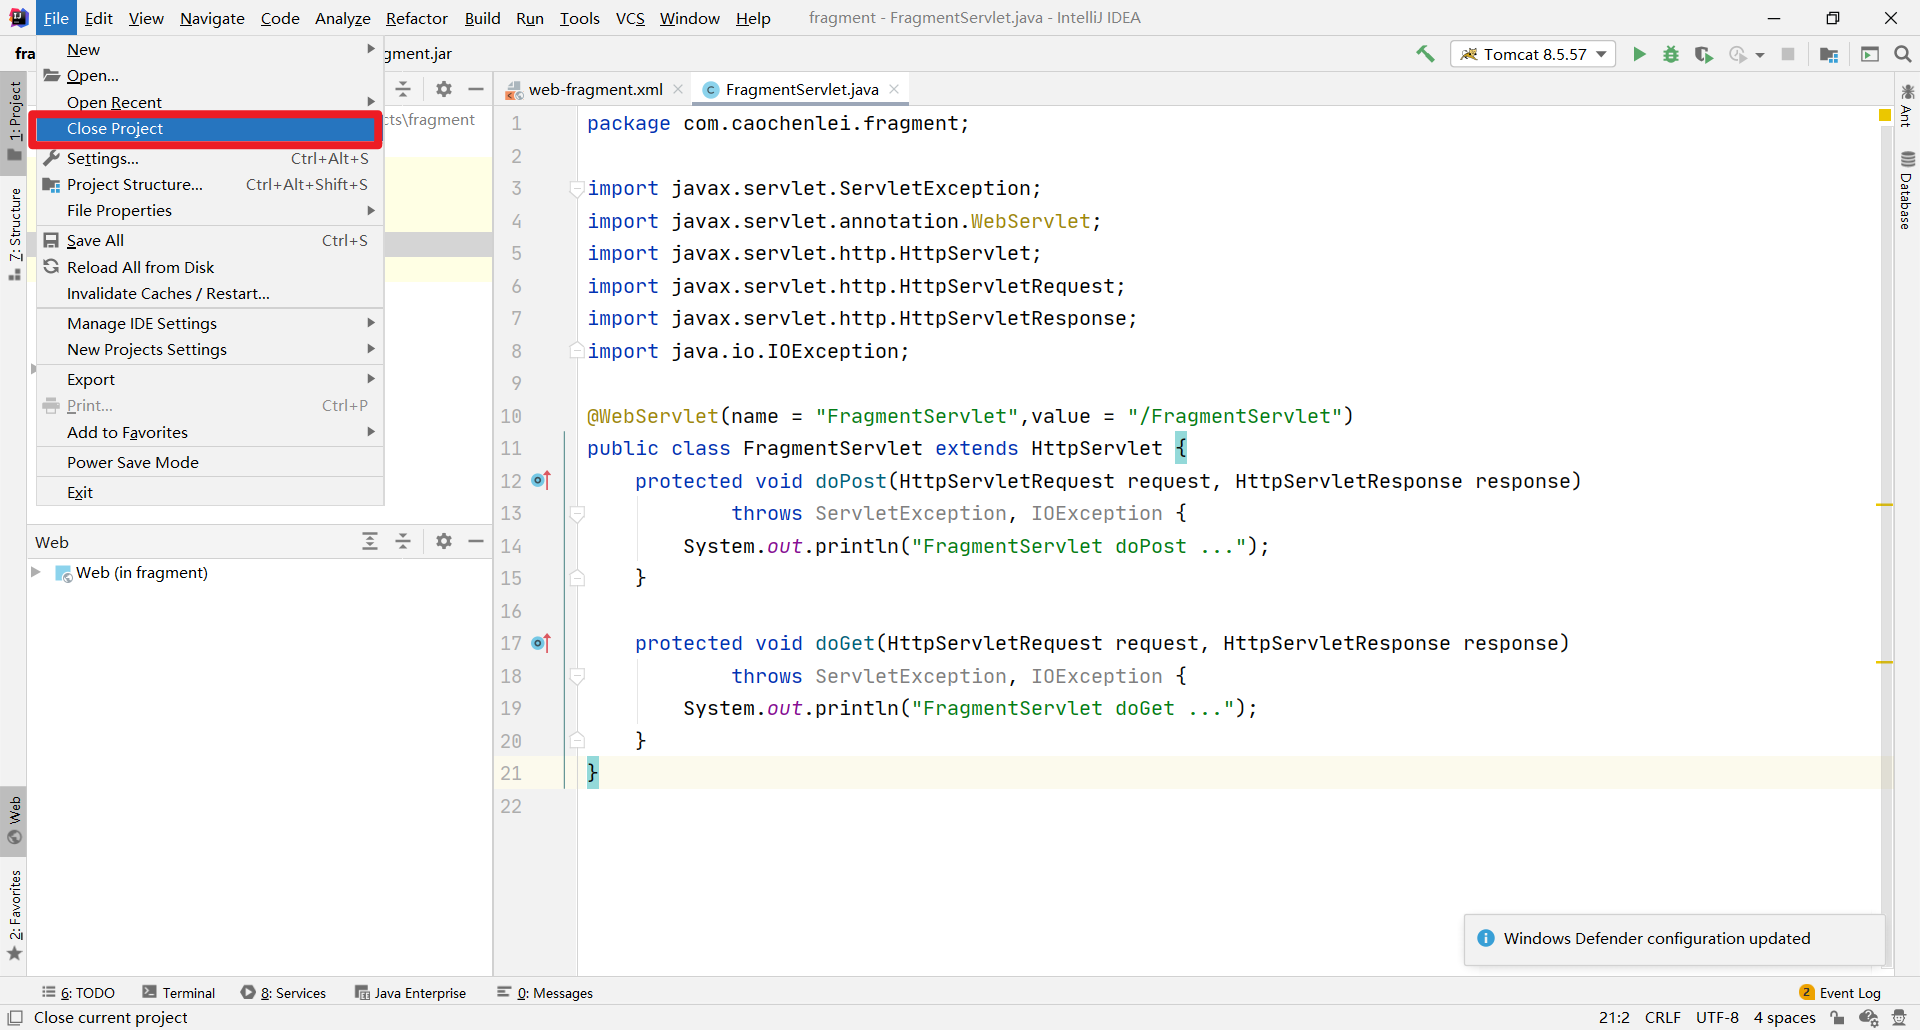 File Edit View Navigate Code Analyze Refactor Build Run Tools VCS Window Help fragment - FragmentServlet.java - IntelliJ IDEA
fra gment.jar Tomcat 8.5.57
New
Open...
Open Recent
Close Project
Settings... Ctrl+Alt+S
Project Structure... Ctrl+Alt+Shift+S
File Properties
Save All Ctrl+S
Reload All from Disk
Invalidate Caches / Restart...
Manage IDE Settings
New Projects Settings
Export
Print... Ctrl+P
Add to Favorites
Power Save Mode
Exit
cts\fragment
1: Project
7: Structure
Web
2: Favorites
Web
Web (in fragment)
web-fragment.xml FragmentServlet.java
1 package com.caochenlei.fragment;
2
3 import javax.servlet.ServletException;
4 import javax.servlet.annotation.WebServlet;
5 import javax.servlet.http.HttpServlet;
6 import javax.servlet.http.HttpServletRequest;
7 import javax.servlet.http.HttpServletResponse;
8 import java.io.IOException;
9
10 @WebServlet(name = "FragmentServlet",value = "/FragmentServlet")
11 public class FragmentServlet extends HttpServlet {
12 protected void doPost(HttpServletRequest request, HttpServletResponse response)
13 throws ServletException, IOException {
14 System.out.println("FragmentServlet doPost ...");
15 }
16
17 protected void doGet(HttpServletRequest request, HttpServletResponse response)
18 throws ServletException, IOException {
19 System.out.println("FragmentServlet doGet ...");
20 }
21 }
22
Ant
Database
Windows Defender configuration updated
6: TODO Terminal 8: Services Java Enterprise 0: Messages 2 Event Log
Close current project 21:2 CRLF UTF-8 4 spaces